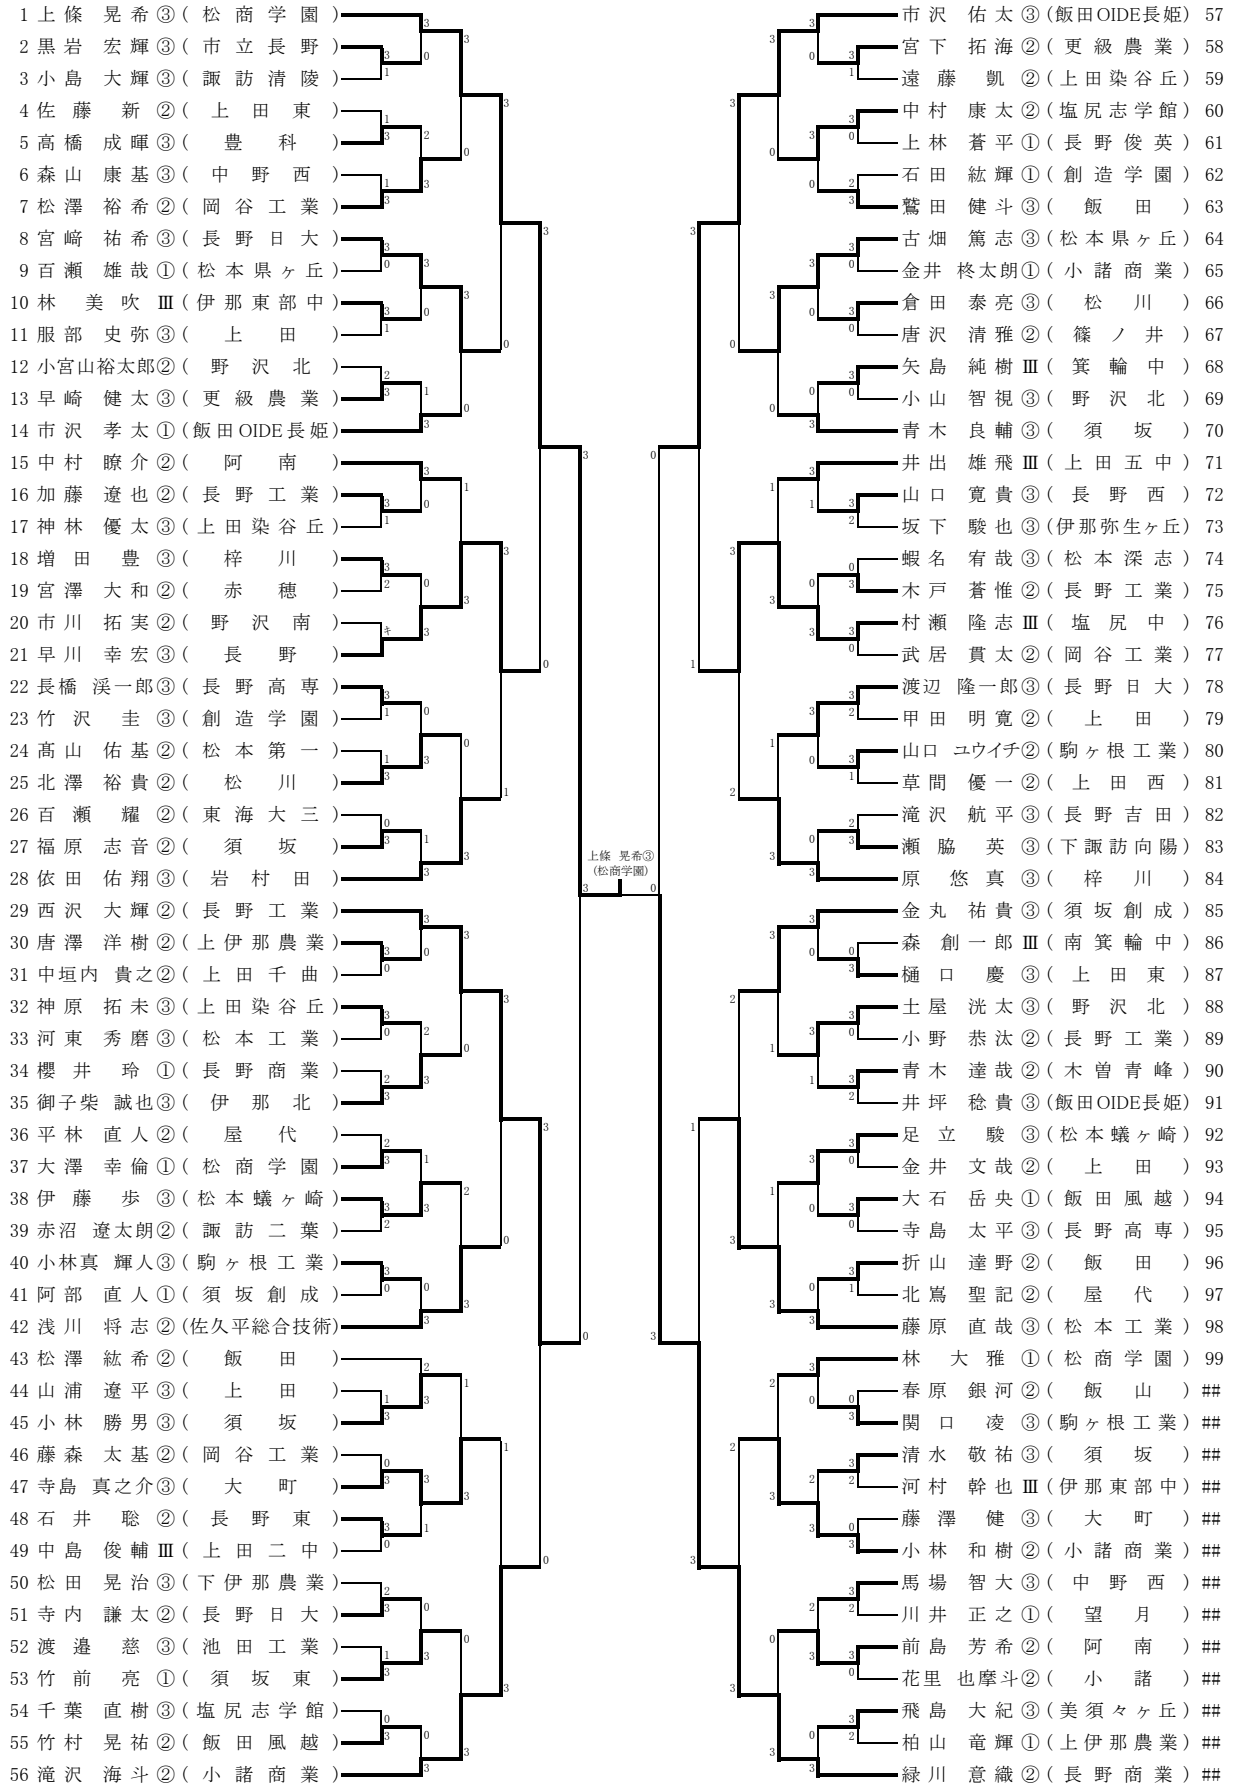 1 上條 晃希 ③ ( 松商学園 )
2 黒岩 宏輝 ③ ( 市立長野 )
3 小島 大輝 ③ ( 諏訪清陵 )
4 佐藤 新 ② ( 上田東 )
5 高橋 成暉 ③ ( 豊科 )
6 森山 康基 ③ ( 中野西 )
7 松澤 裕希 ② ( 岡谷工業 )
8 宮﨑 祐希 ③ ( 長野日大 )
9 百瀬 雄哉 ① ( 松本県ヶ丘 )
10 林 美吹 Ⅲ ( 伊那東部中 )
11 服部 史弥 ③ ( 上田 )
12 小宮山裕太郎 ② ( 野沢北 )
13 早崎 健太 ③ ( 更級農業 )
14 市沢 孝太 ① (飯田OIDE長姫)
15 中村 瞭介 ② ( 阿南 )
16 加藤 遼也 ② ( 長野工業 )
17 神林 優太 ③ ( 上田染谷丘 )
18 増田 豊 ③ ( 梓川 )
19 宮澤 大和 ② ( 赤穂 )
20 市川 拓実 ② ( 野沢南 )
21 早川 幸宏 ③ ( 長野 )
22 長橋 渓一郎 ③ ( 長野高専 )
23 竹沢 圭 ③ ( 創造学園 )
24 髙山 佑基 ② ( 松本第一 )
25 北澤 裕貴 ② ( 松川 )
26 百瀬 耀 ② ( 東海大三 )
27 福原 志音 ② ( 須坂 )
28 依田 佑翔 ③ ( 岩村田 )
29 西沢 大輝 ② ( 長野工業 )
30 唐澤 洋樹 ② ( 上伊那農業 )
31 中垣内 貴之 ② ( 上田千曲 )
32 神原 拓未 ③ ( 上田染谷丘 )
33 河東 秀磨 ③ ( 松本工業 )
34 櫻井 玲 ① ( 長野商業 )
35 御子柴 誠也 ③ ( 伊那北 )
36 平林 直人 ② ( 屋代 )
37 大澤 幸倫 ① ( 松商学園 )
38 伊藤 歩 ③ ( 松本蟻ヶ崎 )
39 赤沼 遼太朗 ② ( 諏訪二葉 )
40 小林真 輝人 ③ ( 駒ヶ根工業 )
41 阿部 直人 ① ( 須坂創成 )
42 浅川 将志 ② (佐久平総合技術)
43 松澤 紘希 ② ( 飯田 )
44 山浦 遼平 ③ ( 上田 )
45 小林 勝男 ③ ( 須坂 )
46 藤森 太基 ② ( 岡谷工業 )
47 寺島 真之介 ③ ( 大町 )
48 石井 聡 ② ( 長野東 )
49 中島 俊輔 Ⅲ ( 上田二中 )
50 松田 晃治 ③ ( 下伊那農業 )
51 寺内 謙太 ② ( 長野日大 )
52 渡邉 慈 ③ ( 池田工業 )
53 竹前 亮 ① ( 須坂東 )
54 千葉 直樹 ③ ( 塩尻志学館 )
55 竹村 晃祐 ② ( 飯田風越 )
56 滝沢 海斗 ② ( 小諸商業 )
上條 晃希③
(松商学園)
市沢 佑太 ③ (飯田OIDE長姫) 57
宮下 拓海 ② ( 更級農業 ) 58
遠藤 凱 ② ( 上田染谷丘 ) 59
中村 康太 ② ( 塩尻志学館 ) 60
上林 蒼平 ① ( 長野俊英 ) 61
石田 紘輝 ① ( 創造学園 ) 62
鷲田 健斗 ③ ( 飯田 ) 63
古畑 篤志 ③ ( 松本県ヶ丘 ) 64
金井 柊太朗 ① ( 小諸商業 ) 65
倉田 泰亮 ③ ( 松川 ) 66
唐沢 清雅 ② ( 篠ノ井 ) 67
矢島 純樹 Ⅲ ( 箕輪中 ) 68
小山 智視 ③ ( 野沢北 ) 69
青木 良輔 ③ ( 須坂 ) 70
井出 雄飛 Ⅲ ( 上田五中 ) 71
山口 寛貴 ③ ( 長野西 ) 72
坂下 駿也 ③ (伊那弥生ヶ丘) 73
蝦名 宥哉 ③ ( 松本深志 ) 74
木戸 蒼惟 ② ( 長野工業 ) 75
村瀬 隆志 Ⅲ ( 塩尻中 ) 76
武居 貫太 ② ( 岡谷工業 ) 77
渡辺 隆一郎 ③ ( 長野日大 ) 78
甲田 明寛 ② ( 上田 ) 79
山口 ユウイチ ② ( 駒ヶ根工業 ) 80
草間 優一 ② ( 上田西 ) 81
滝沢 航平 ③ ( 長野吉田 ) 82
瀬脇 英 ③ ( 下諏訪向陽 ) 83
原 悠真 ③ ( 梓川 ) 84
金丸 祐貴 ③ ( 須坂創成 ) 85
森 創一郎 Ⅲ ( 南箕輪中 ) 86
樋口 慶 ③ ( 上田東 ) 87
土屋 洸太 ③ ( 野沢北 ) 88
小野 恭汰 ② ( 長野工業 ) 89
青木 達哉 ② ( 木曽青峰 ) 90
井坪 稔貴 ③ (飯田OIDE長姫) 91
足立 駿 ③ ( 松本蟻ヶ崎 ) 92
金井 文哉 ② ( 上田 ) 93
大石 岳央 ① ( 飯田風越 ) 94
寺島 太平 ③ ( 長野高専 ) 95
折山 達野 ② ( 飯田 ) 96
北嶌 聖記 ② ( 屋代 ) 97
藤原 直哉 ③ ( 松本工業 ) 98
林 大雅 ① ( 松商学園 ) 99
春原 銀河 ② ( 飯山 ) ##
関口 凌 ③ ( 駒ヶ根工業 ) ##
清水 敬祐 ③ ( 須坂 ) ##
河村 幹也 Ⅲ ( 伊那東部中 ) ##
藤澤 健 ③ ( 大町 ) ##
小林 和樹 ② ( 小諸商業 ) ##
馬場 智大 ③ ( 中野西 ) ##
川井 正之 ① ( 望月 ) ##
前島 芳希 ② ( 阿南 ) ##
花里 也摩斗 ② ( 小諸 ) ##
飛島 大紀 ③ ( 美須々ヶ丘 ) ##
柏山 竜輝 ① ( 上伊那農業 ) ##
緑川 意織 ② ( 長野商業 ) ##